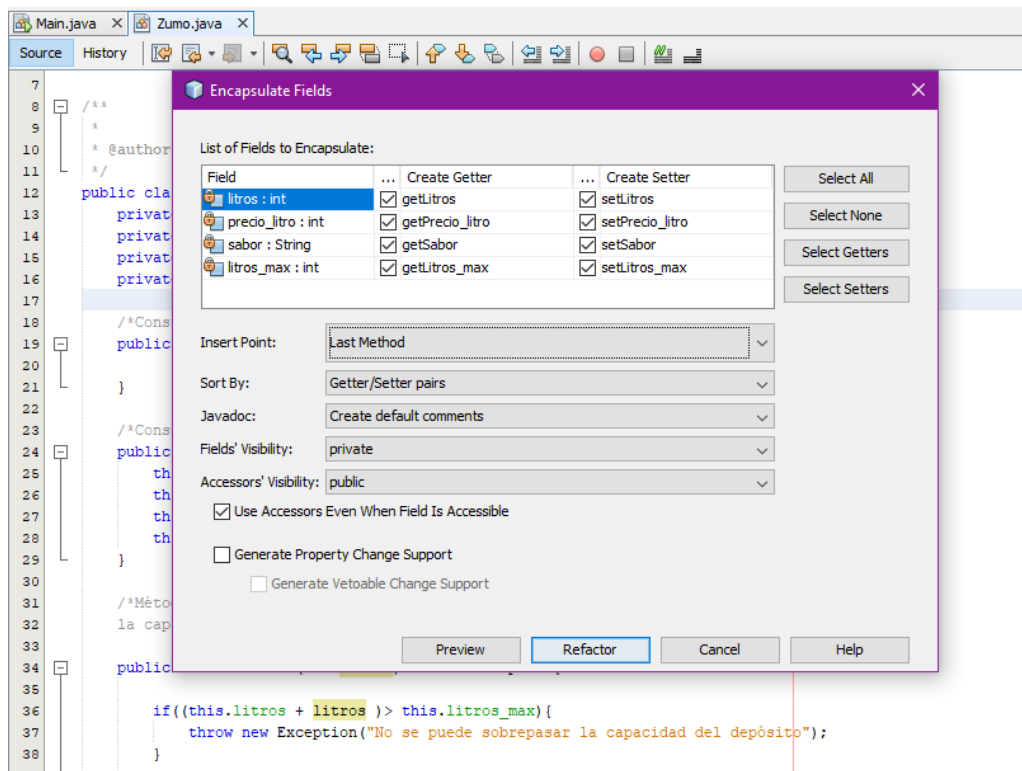 Main.java
Zumo.java
Source History
Encapsulate Fields
List of Fields to Encapsulate:
Field ... Create Getter ... Create Setter
litros : int getLitros setLitros
precio_litro : int getPrecio_litro setPrecio_litro
sabor : String getSabor setSabor
litros_max : int getLitros_max setLitros_max
Select All
Select None
Select Getters
Select Setters
Insert Point: Last Method
Sort By: Getter/Setter pairs
Javadoc: Create default comments
Fields' Visibility: private
Accessors' Visibility: public
Use Accessors Even When Field Is Accessible
Generate Property Change Support
Generate Vetoable Change Support
Preview Refactor Cancel Help
7
8 /**
9 *
10 * @author
11 */
12 public cla
13 privat
14 privat
15 privat
16 privat
17
18 /*Cons
19 public
20
21 }
22
23 /*Cons
24 public
25 th
26 th
27 th
28 th
29 }
30
31 /*Méto
32 la cap
33
34 public
35
36 if((this.litros + litros )> this.litros_max){
37 throw new Exception("No se puede sobrepasar la capacidad del depósito");
38 }